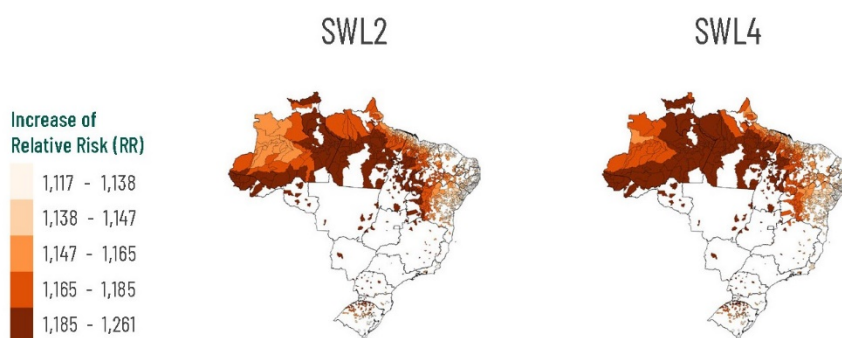 SWL2
SWL4
Increase of
Relative Risk (RR)
1,117 - 1,138
1,138 - 1,147
1,147 - 1,165
1,165 - 1,185
1,185 - 1,261